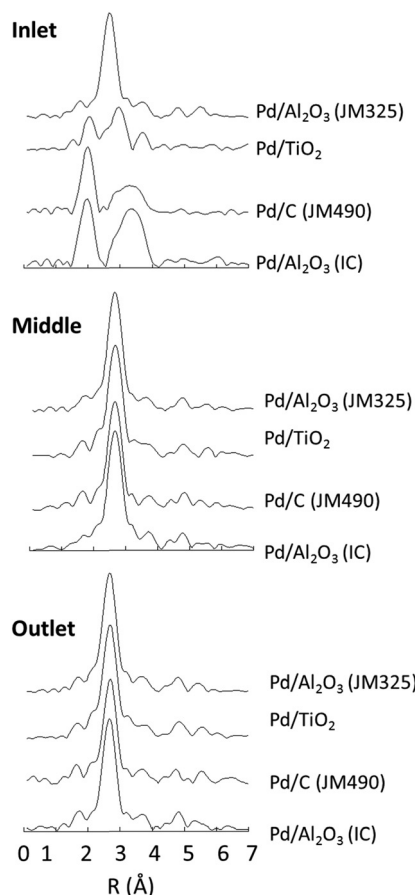 Inlet
Pd/Al₂O₃ (JM325)
Pd/TiO₂
Pd/C (JM490)
Pd/Al₂O₃ (IC)
Middle
Pd/Al₂O₃ (JM325)
Pd/TiO₂
Pd/C (JM490)
Pd/Al₂O₃ (IC)
Outlet
Pd/Al₂O₃ (JM325)
Pd/TiO₂
Pd/C (JM490)
Pd/Al₂O₃ (IC)
0 1 2 3 4 5 6 7
R (Å)